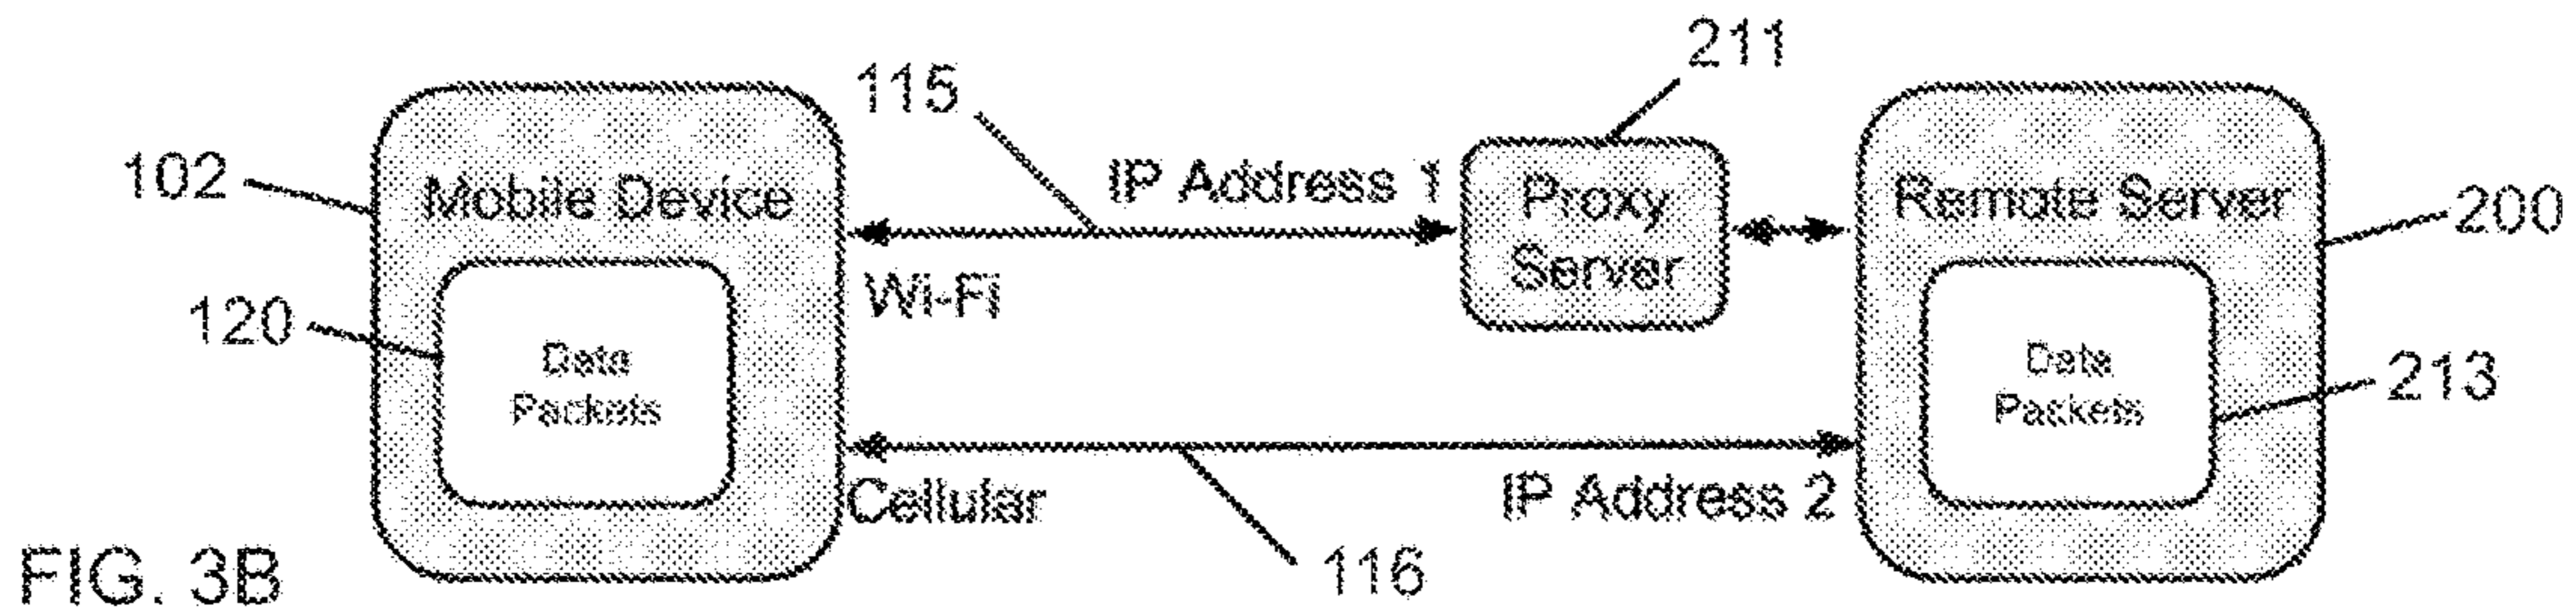 211
115
102
Mobile Device
IP Address 1
Proxy
Server
Remote Server
200
Wi-Fi
120
Data
Packets
Data
Packets
213
Cellular
IP Address 2
116
FIG. 3B